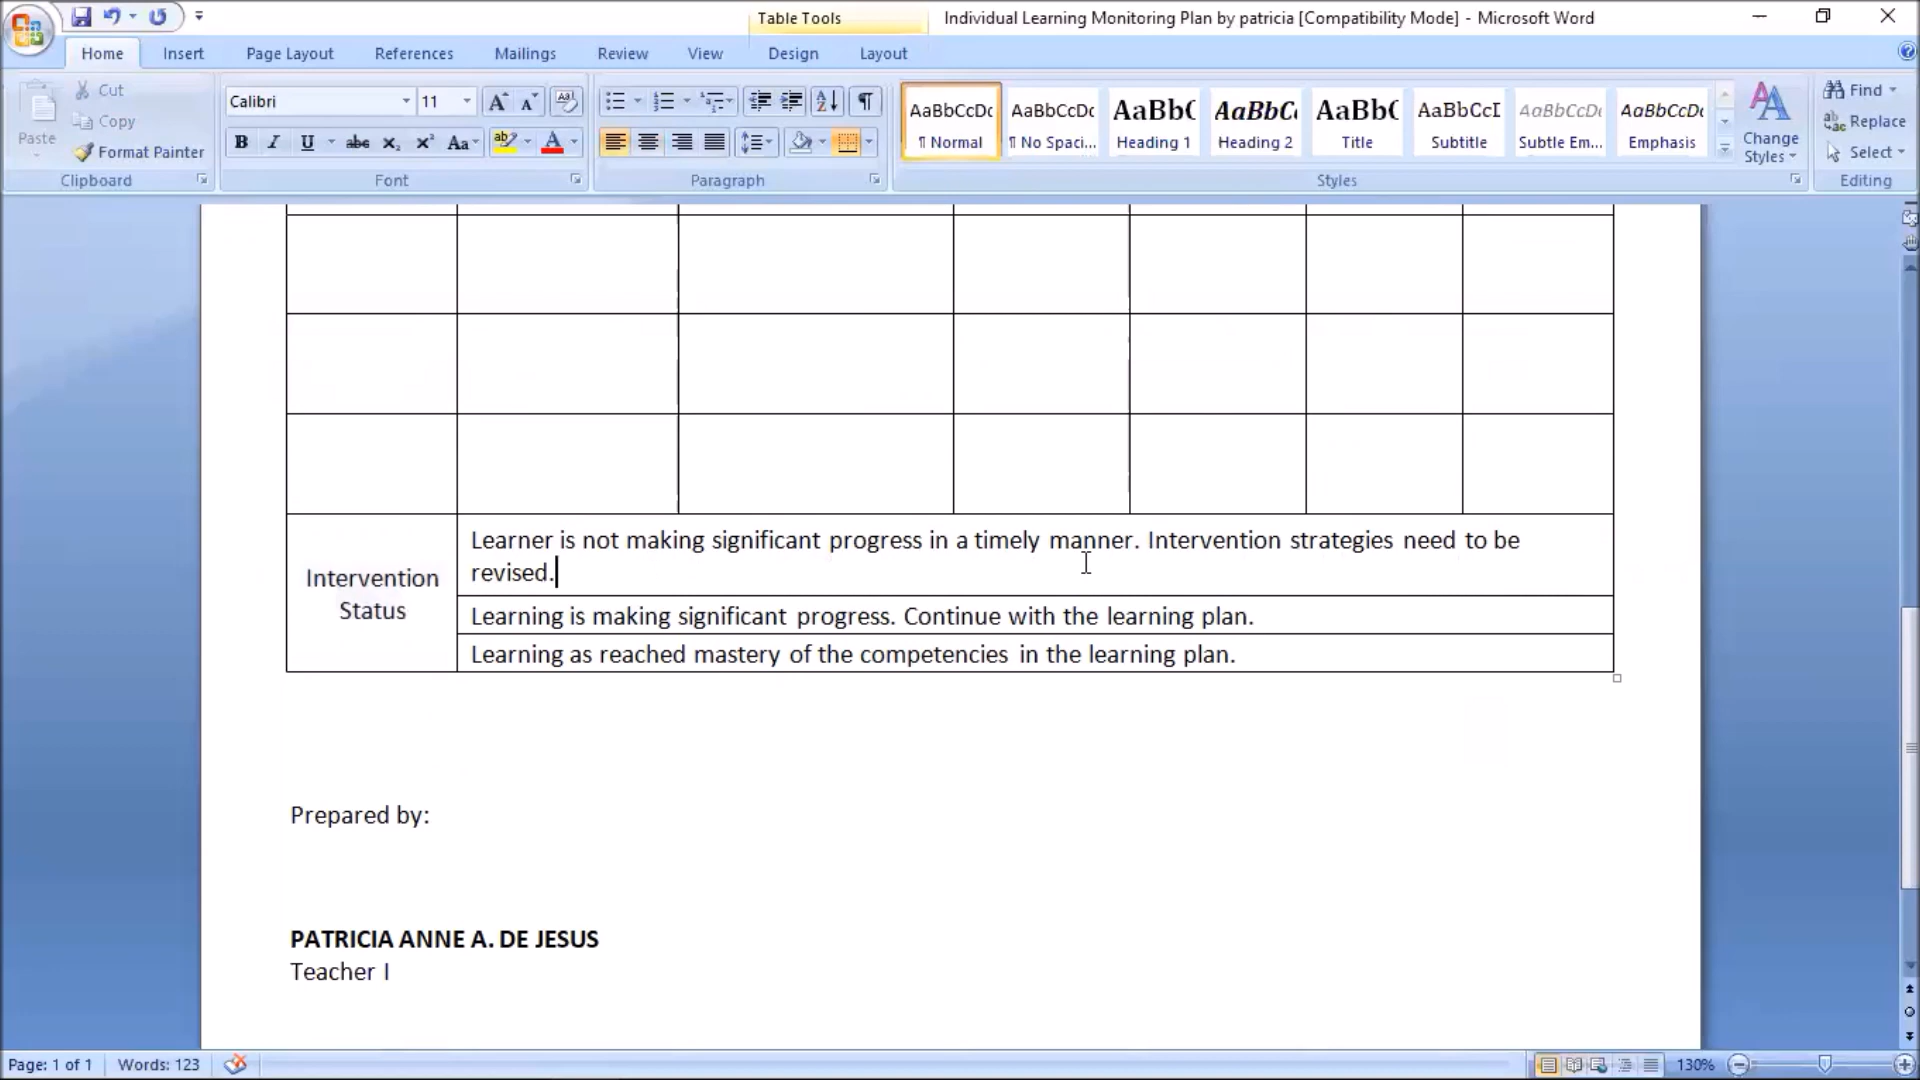 Table Tools
Individual Learning Monitoring Plan by patricia [Compatibility Mode] - Microsoft Word
Home Insert Page Layout References Mailings Review View Design Layout
Paste
Cut
Copy
Format Painter
Clipboard
Calibri 11
Font
Paragraph
AaBbCcDc AaBbCcDc AaBbC AaBbCc AaBbC AaBbCcI AaBbCcDc AaBbCcDc
¶ Normal ¶ No Spaci... Heading 1 Heading 2 Title Subtitle Subtle Em... Emphasis
Styles
Change
Styles
Find
Replace
Select
Editing
Intervention
Status
Learner is not making significant progress in a timely manner. Intervention strategies need to be
revised.
Learning is making significant progress. Continue with the learning plan.
Learning as reached mastery of the competencies in the learning plan.
Prepared by:
PATRICIA ANNE A. DE JESUS
Teacher I
Page: 1 of 1 Words: 123 130%